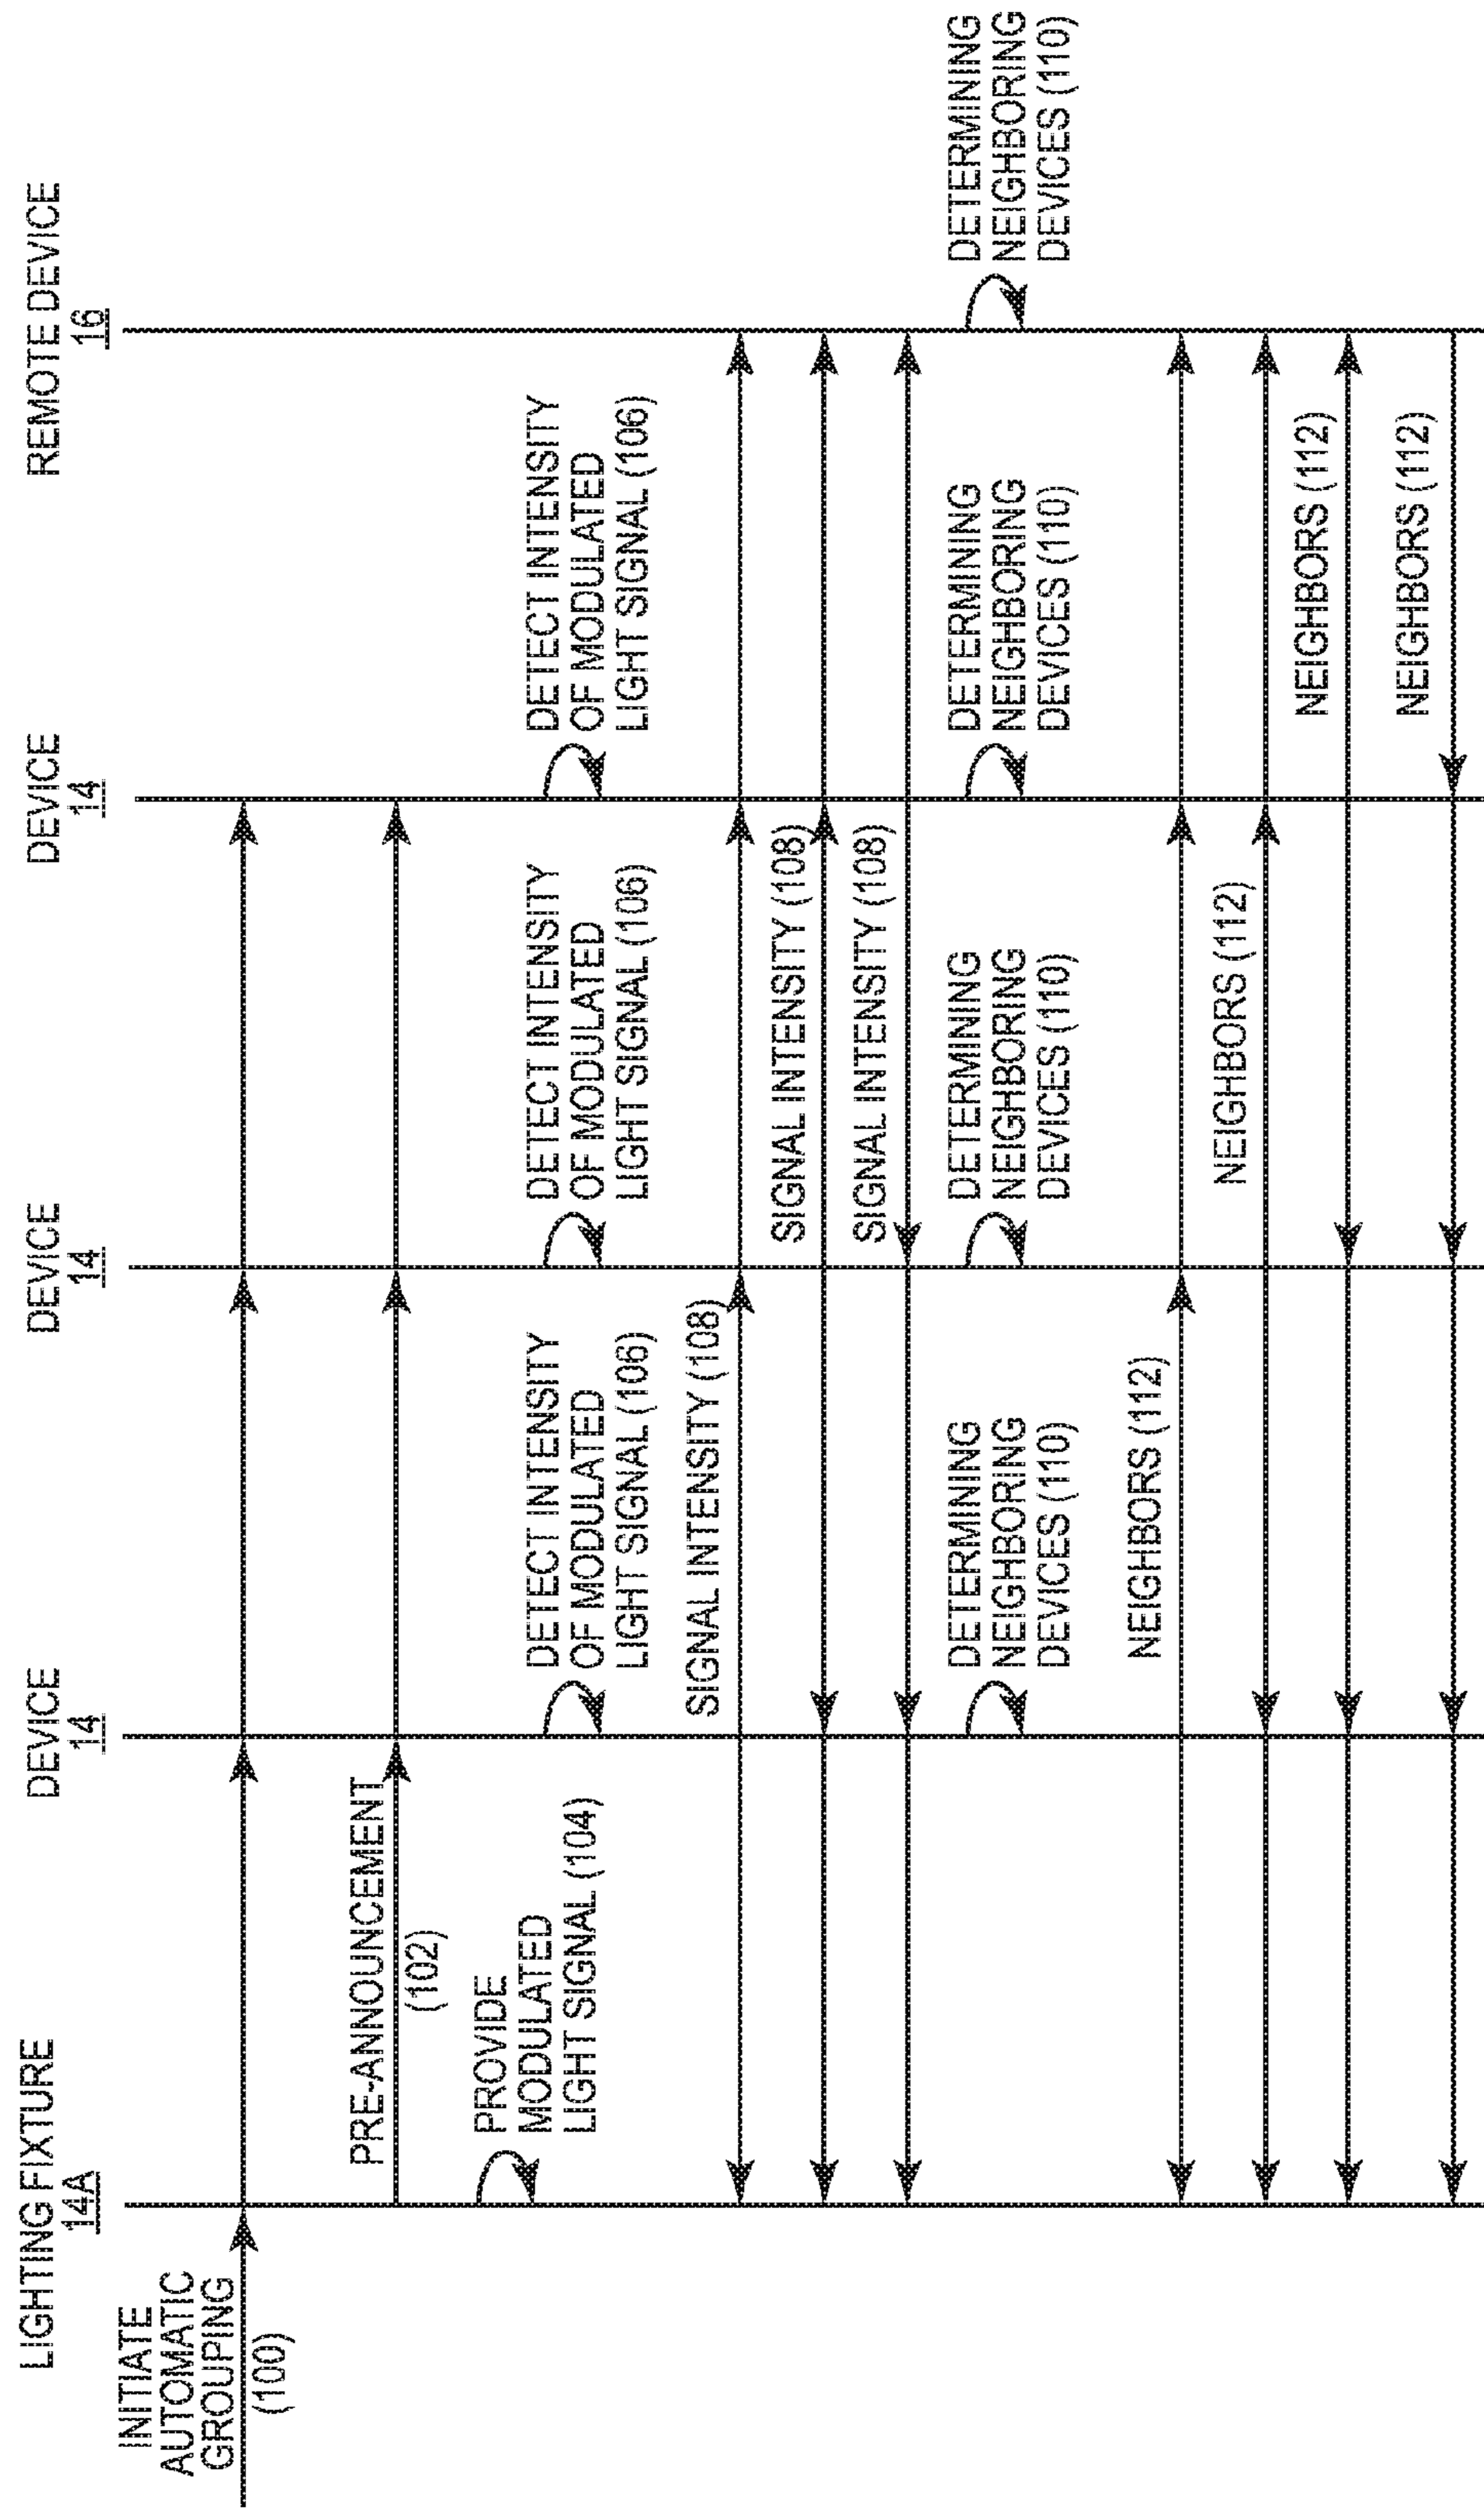 LIGHTING FIXTURE
14A
DEVICE
14
DEVICE
14
DEVICE
14
REMOTE DEVICE
16
INITIATE
AUTOMATIC
GROUPING
(100)
PRE-ANNOUNCEMENT
(102)
PROVIDE
MODULATED
LIGHT SIGNAL (104)
DETECT INTENSITY
OF MODULATED
LIGHT SIGNAL (106)
DETECT INTENSITY
OF MODULATED
LIGHT SIGNAL (106)
DETECT INTENSITY
OF MODULATED
LIGHT SIGNAL (106)
SIGNAL INTENSITY (108)
SIGNAL INTENSITY (108)
SIGNAL INTENSITY (108)
DETERMINING
NEIGHBORING
DEVICES (110)
DETERMINING
NEIGHBORING
DEVICES (110)
DETERMINING
NEIGHBORING
DEVICES (110)
DETERMINING
NEIGHBORING
DEVICES (110)
NEIGHBORS (112)
NEIGHBORS (112)
NEIGHBORS (112)
NEIGHBORS (112)